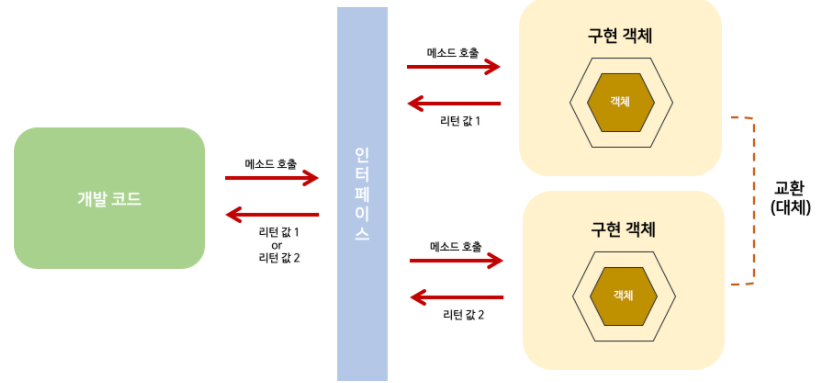 개발 코드
메소드 호출
리턴 값 1
or
리턴 값 2
인
터
페
이
스
메소드 호출
리턴 값 1
구현 객체
객체
메소드 호출
리턴 값 2
구현 객체
객체
교환
(대체)